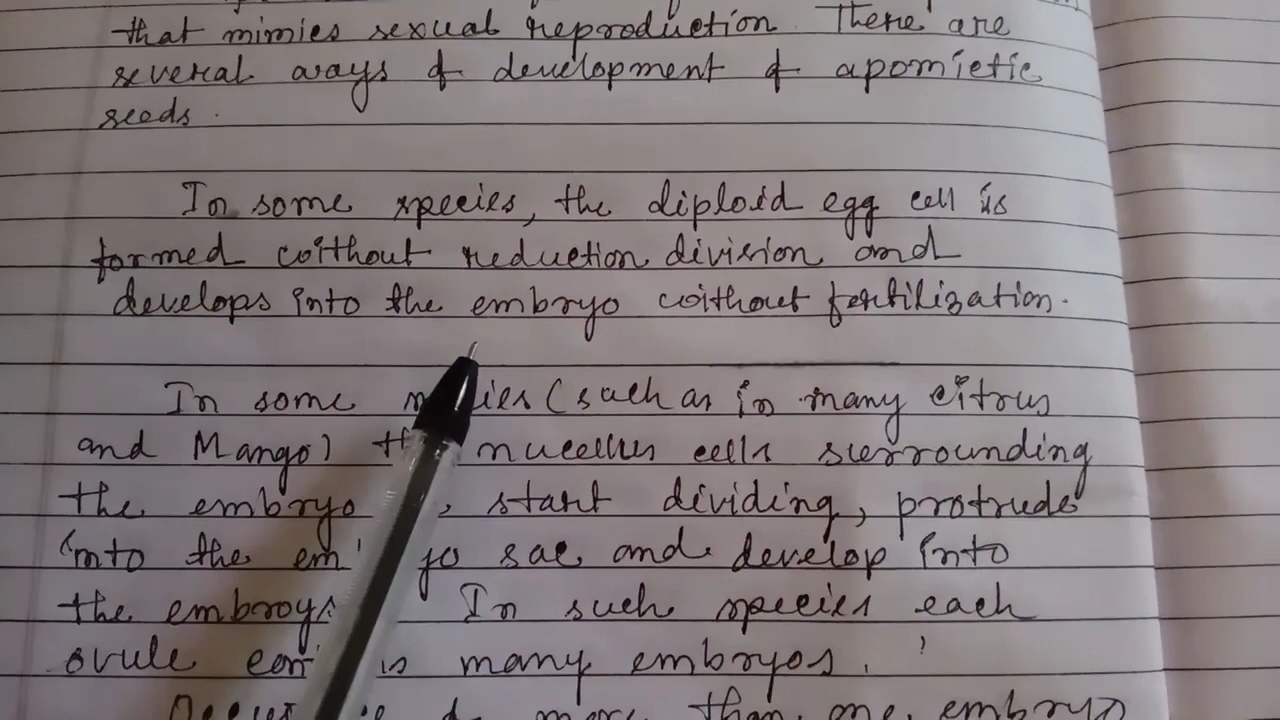 that mimics sexual reproduction. There are
several ways of development of apomictic
seeds.
In some species, the diploid egg cell is
formed without reduction division and
develops into the embryo without fertilization.
In some (such as in many citrus
and Mango) nucellus cells surrounding
the embryo , start dividing, protrude
into the sac and develop into
the In such species each
ovule many embryos.
more than one embryo